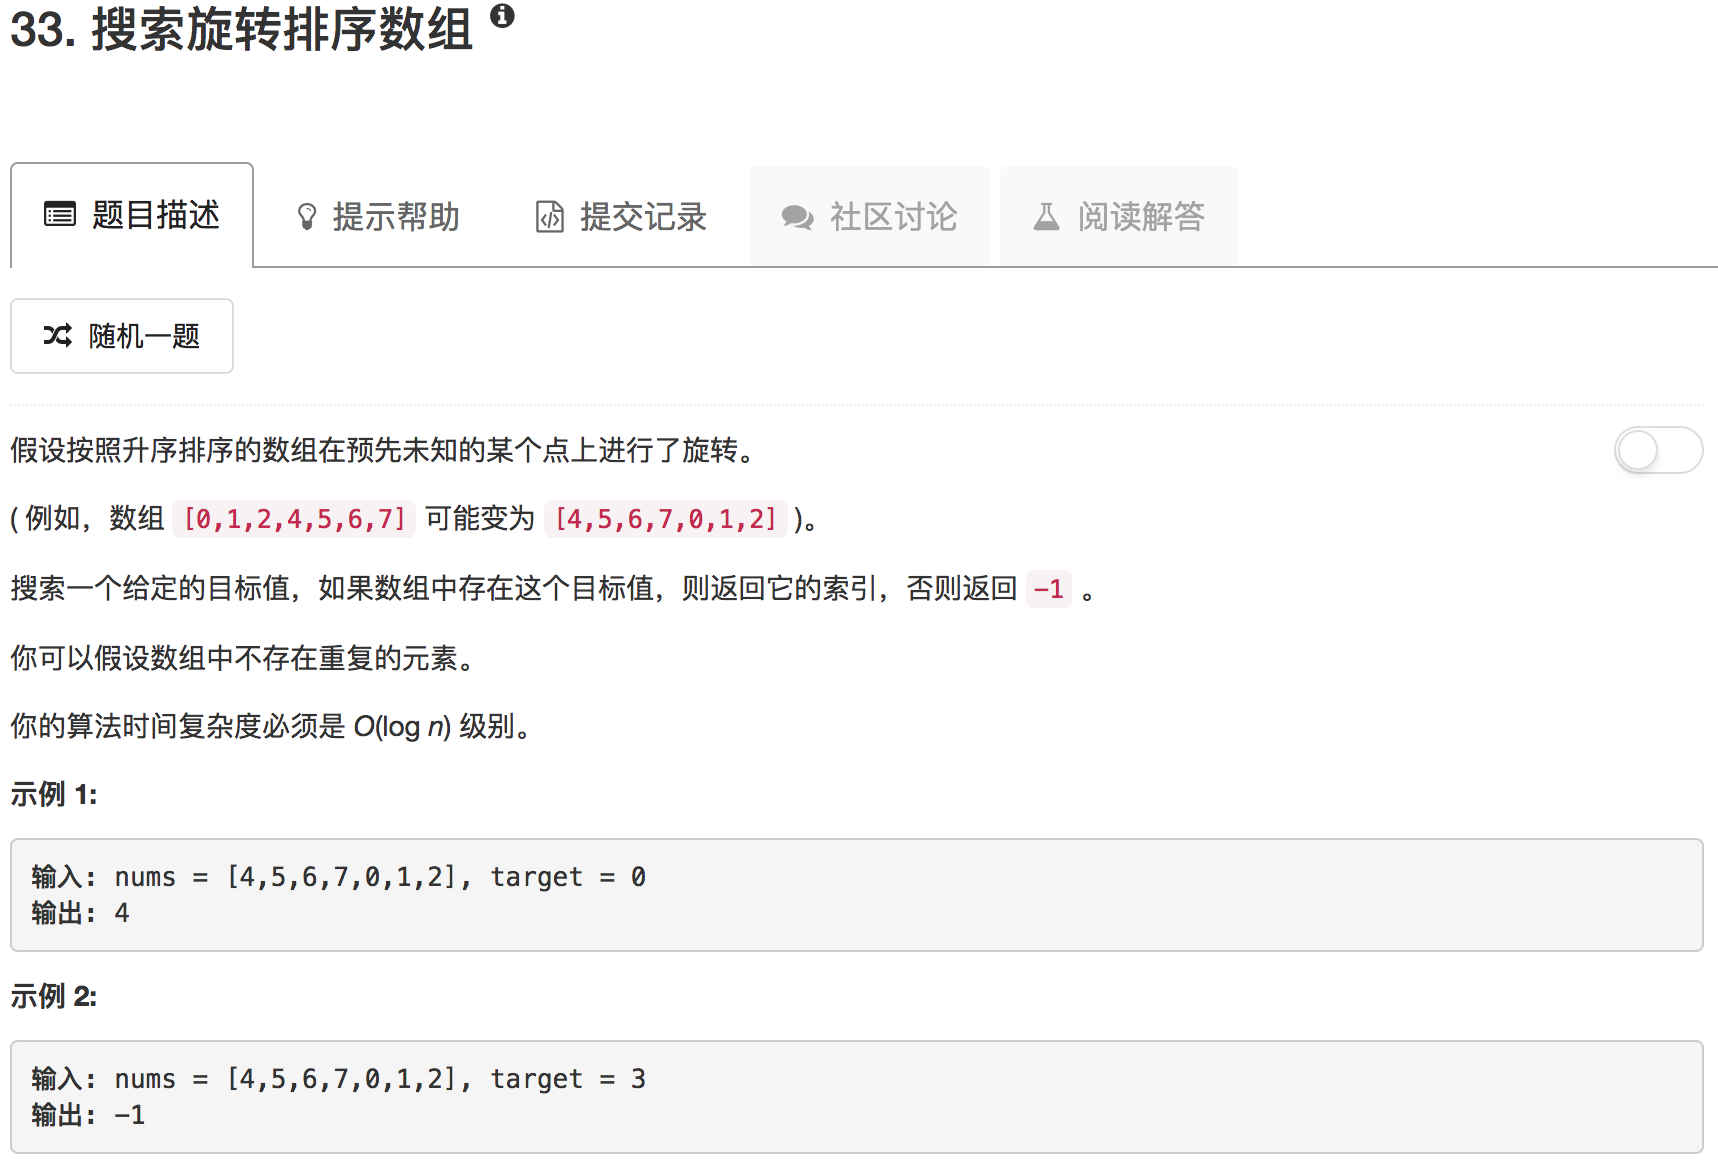 33. 搜索旋转排序数组
题目描述 提示帮助 提交记录 社区讨论 阅读解答
随机一题
假设按照升序排序的数组在预先未知的某个点上进行了旋转。
( 例如，数组 [0,1,2,4,5,6,7] 可能变为 [4,5,6,7,0,1,2] )。
搜索一个给定的目标值，如果数组中存在这个目标值，则返回它的索引，否则返回 -1 。
你可以假设数组中不存在重复的元素。
你的算法时间复杂度必须是 O(log n) 级别。
示例 1:
输入: nums = [4,5,6,7,0,1,2], target = 0
输出: 4
示例 2:
输入: nums = [4,5,6,7,0,1,2], target = 3
输出: -1